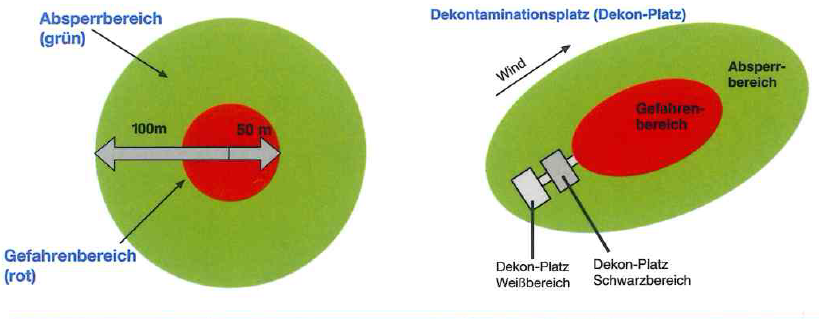 Absperrbereich
(grün)
100m
50 m
Gefahrenbereich
(rot)
Dekontaminationsplatz (Dekon-Platz)
Wind
Absperr-
bereich
Gefahren-
bereich
Dekon-Platz
Weißbereich
Dekon-Platz
Schwarzbereich